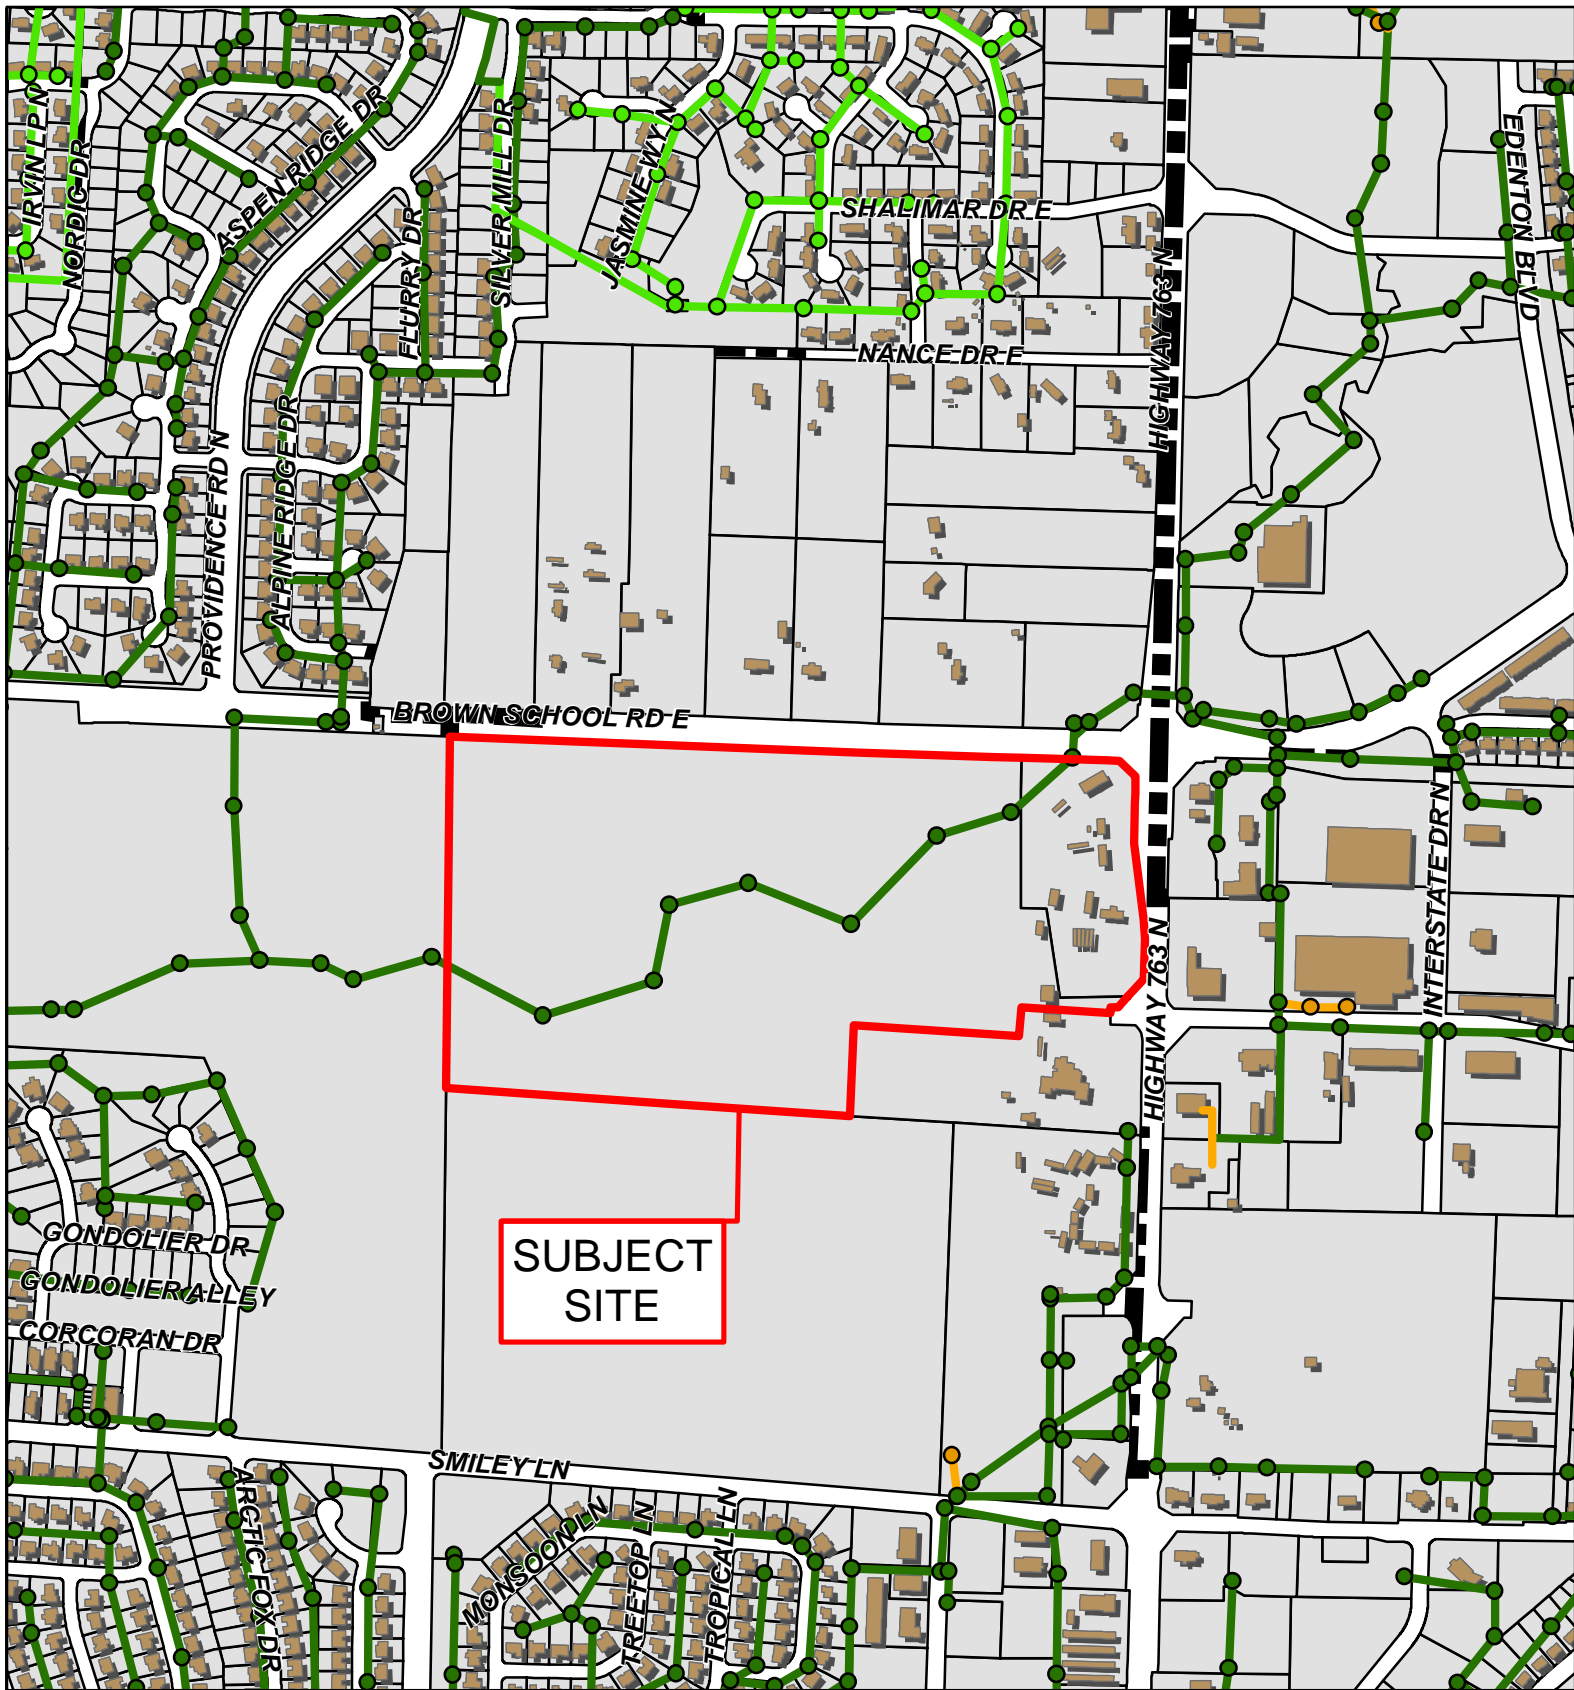 IRVIN LP N
NORDIC DR
ASPEN RIDGE DR
FLURRY DR
SILVER MILL DR
JASMINE WY N
SHALIMAR DR E
NANCE DR E
HIGHWAY 763 N
EDENTON BLVD
PROVIDENCE RD N
ALPINE RIDGE DR
BROWN SCHOOL RD E
HIGHWAY 763 N
INTERSTATE DR N
GONDOLIER DR
GONDOLIER ALLEY
CORCORAN DR
SUBJECT
SITE
SMILEY LN
ARCTIC FOX DR
MONSOON LN
TREETOP LN
TROPICAL LN